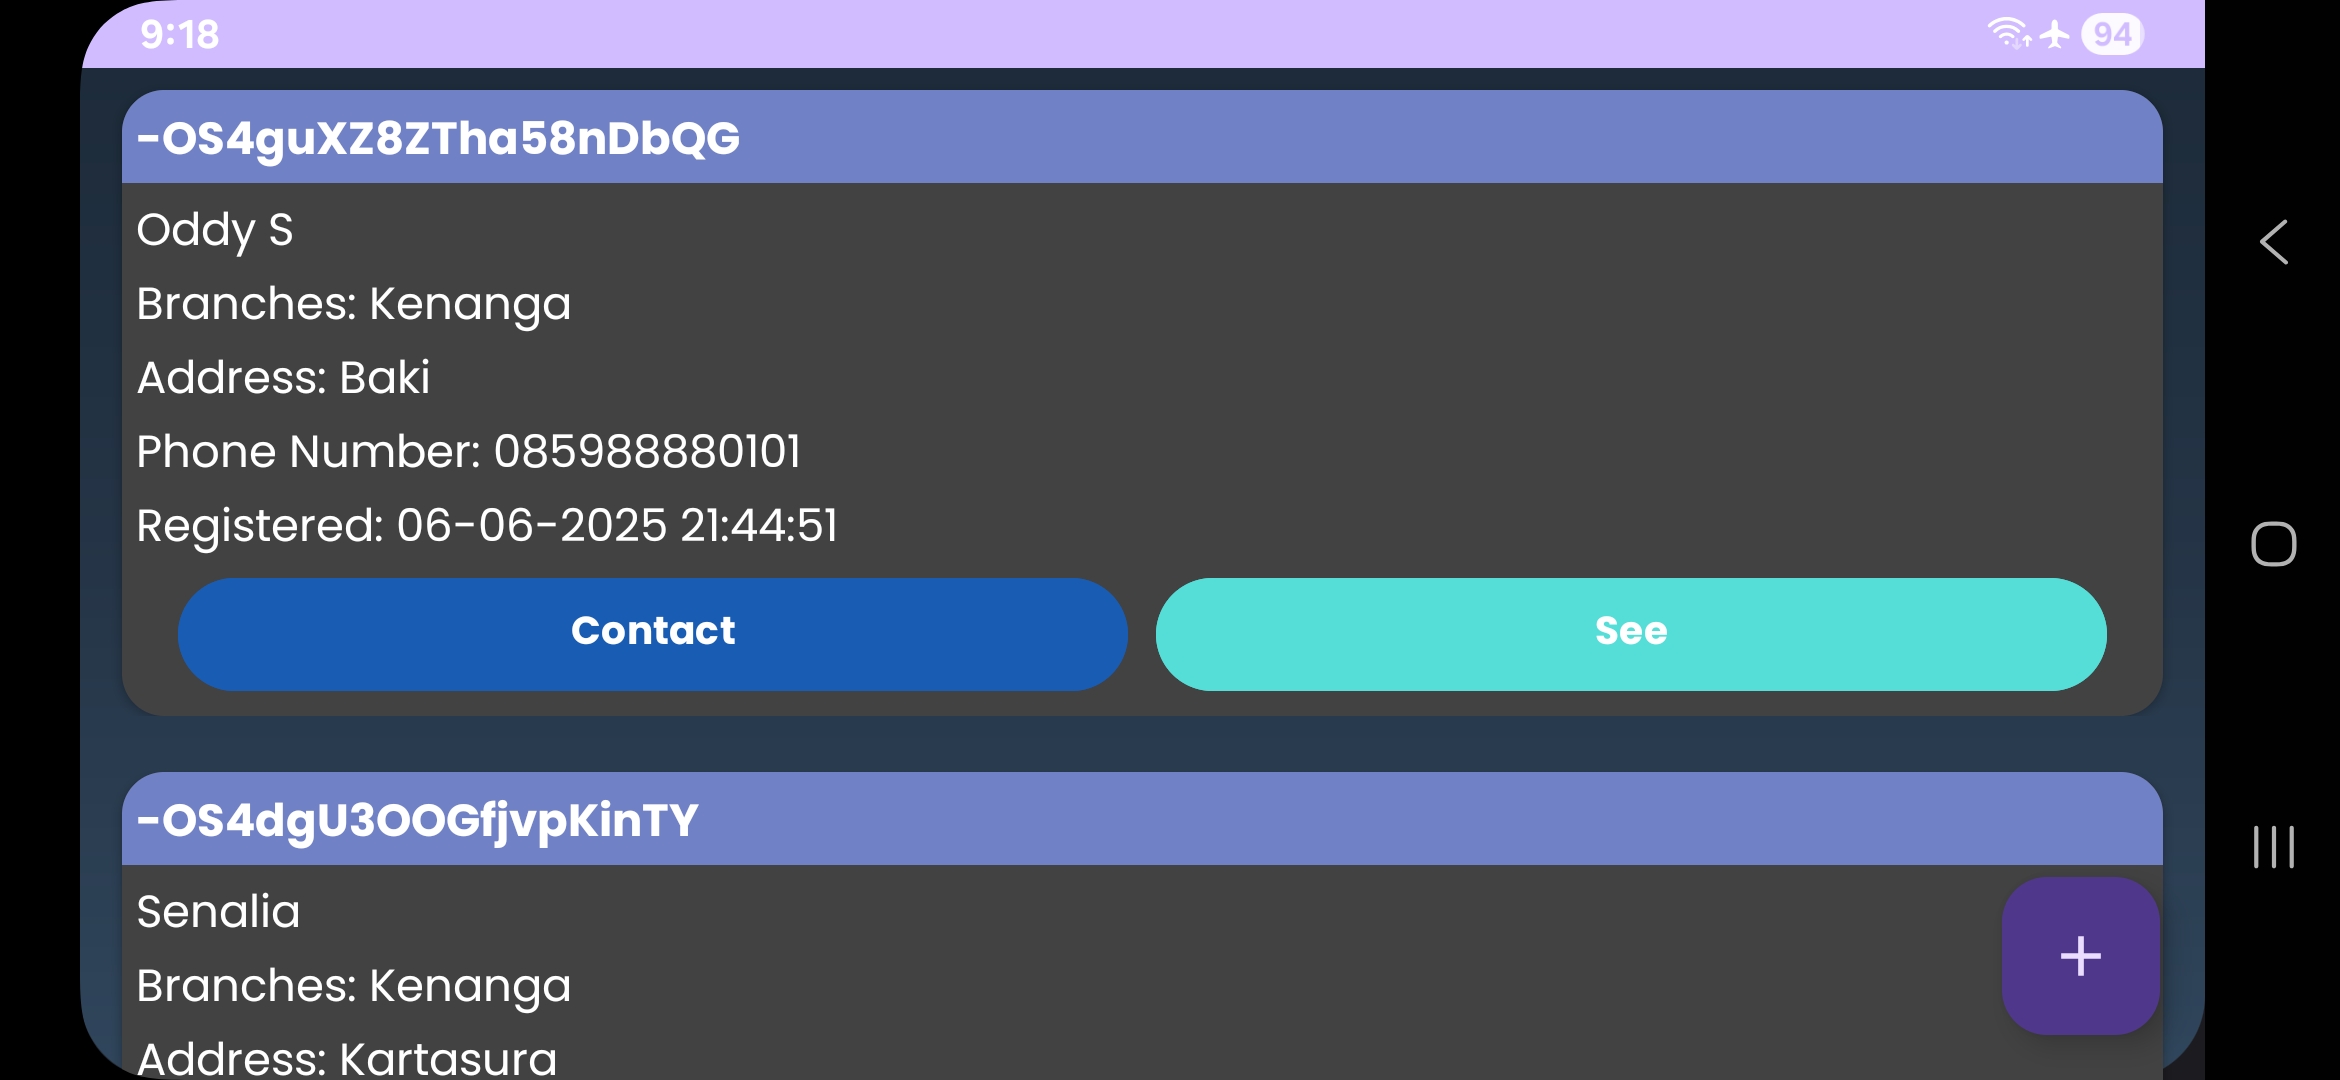 9:18
94
-OS4guXZ8ZTha58nDbQG
Oddy S
Branches: Kenanga
Address: Baki
Phone Number: 085988880101
Registered: 06-06-2025 21:44:51
Contact
See
-OS4dgU3OOGfjvpKinTY
Senalia
Branches: Kenanga
Address: Kartasura